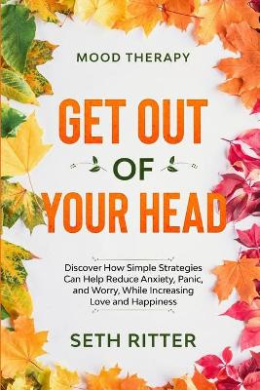 MOOD THERAPY
GET OUT
OF
YOUR HEAD
Discover How Simple Strategies
Can Help Reduce Anxiety, Panic,
and Worry, While Increasing
Love and Happiness
SETH RITTER